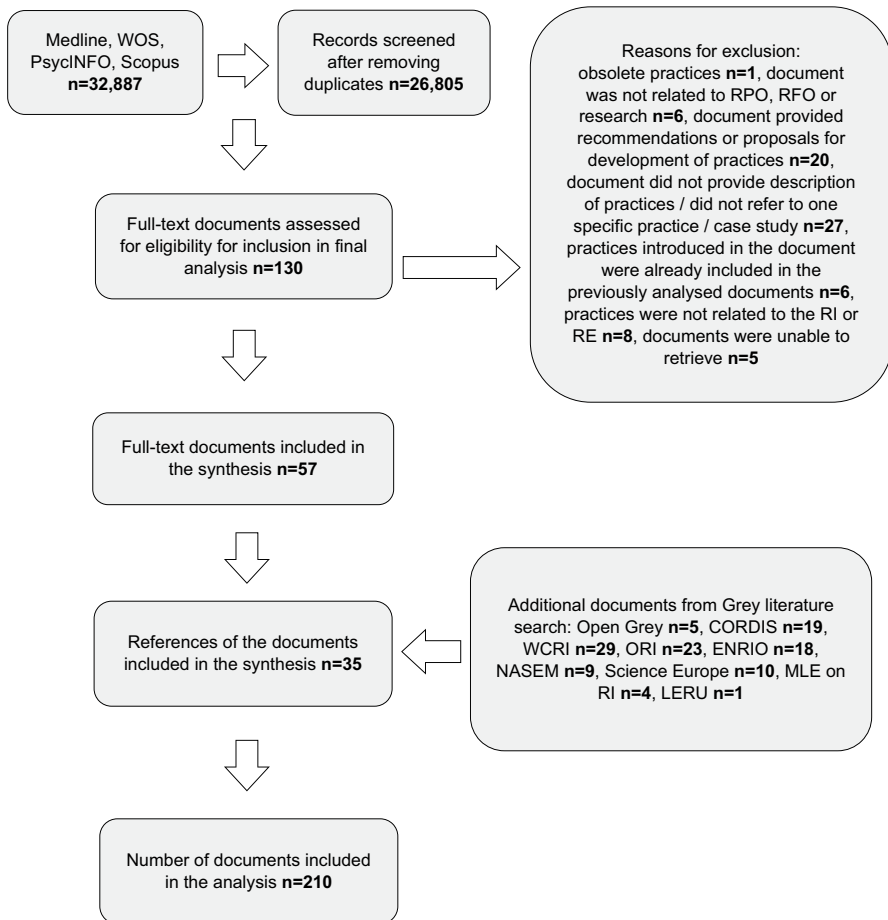 Medline, WOS,
PsycINFO, Scopus
n=32,887
Records screened
after removing
duplicates n=26,805
Reasons for exclusion:
obsolete practices n=1, document
was not related to RPO, RFO or
research n=6, document provided
recommendations or proposals for
development of practices n=20,
document did not provide description
of practices / did not refer to one
specific practice / case study n=27,
practices introduced in the document
were already included in the
previously analysed documents n=6,
practices were not related to the RI or
RE n=8, documents were unable to
retrieve n=5
Full-text documents assessed
for eligibility for inclusion in final
analysis n=130
Full-text documents included in
the synthesis n=57
References of the documents
included in the synthesis n=35
Additional documents from Grey literature
search: Open Grey n=5, CORDIS n=19,
WCRI n=29, ORI n=23, ENRIO n=18,
NASEM n=9, Science Europe n=10, MLE on
RI n=4, LERU n=1
Number of documents included
in the analysis n=210